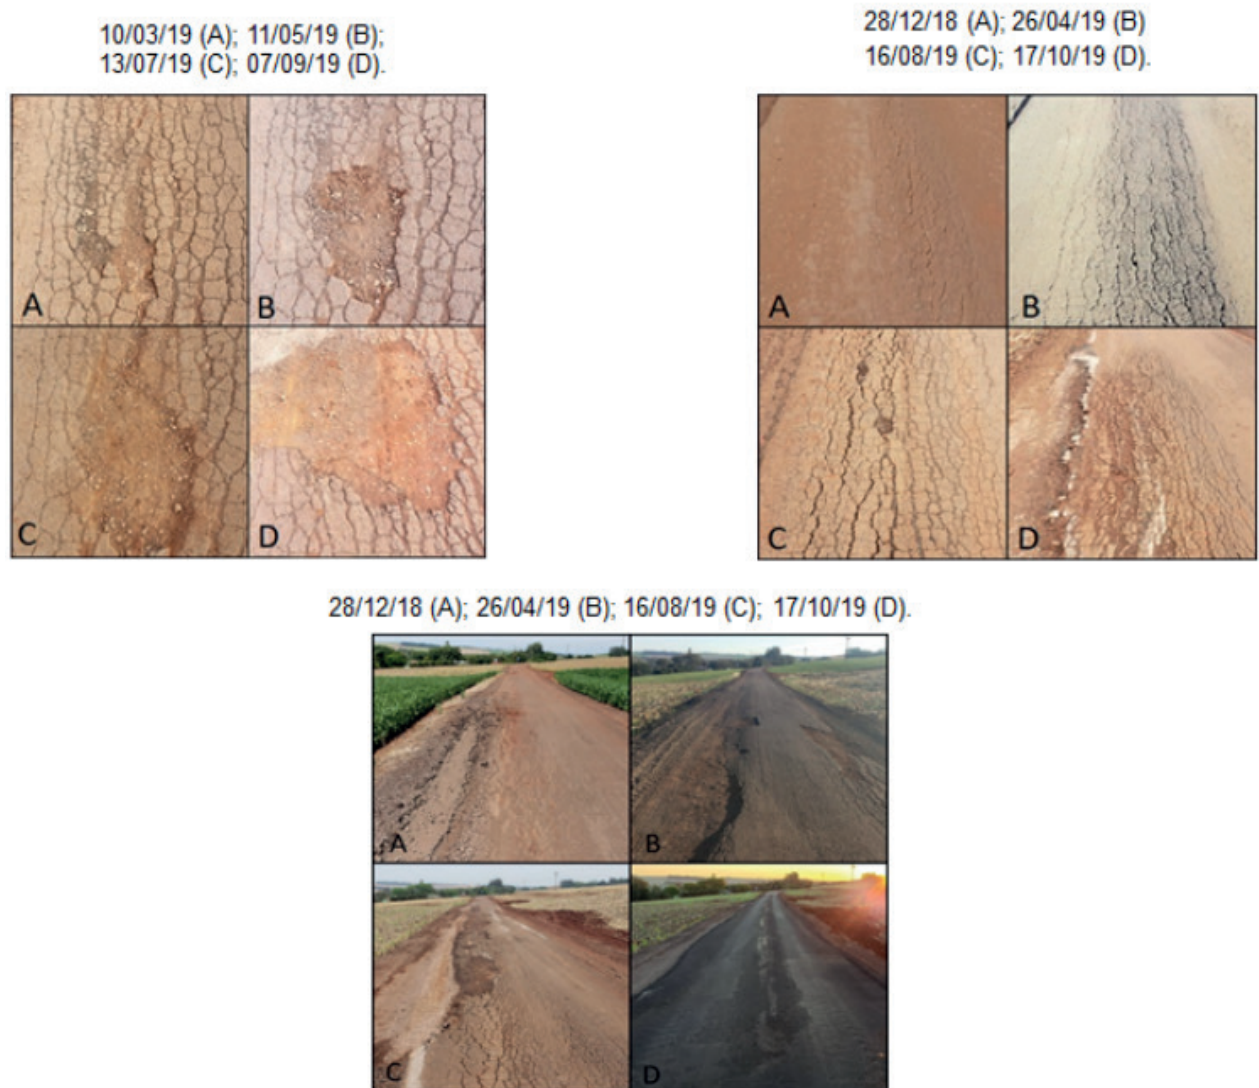 10/03/19 (A); 11/05/19 (B);
13/07/19 (C); 07/09/19 (D).
28/12/18 (A); 26/04/19 (B)
16/08/19 (C); 17/10/19 (D).
A
B
C
D
A
B
C
D
28/12/18 (A); 26/04/19 (B); 16/08/19 (C); 17/10/19 (D).
A
B
C
D